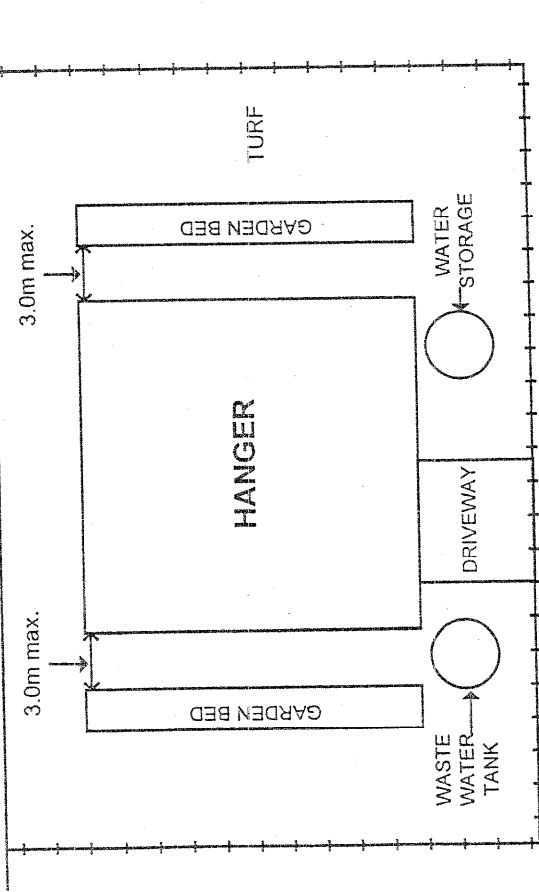 TURF
GARDEN BED
3.0m max.
WATER
STORAGE
HANGER
DRIVEWAY
3.0m max.
GARDEN BED
WASTE
WATER
TANK